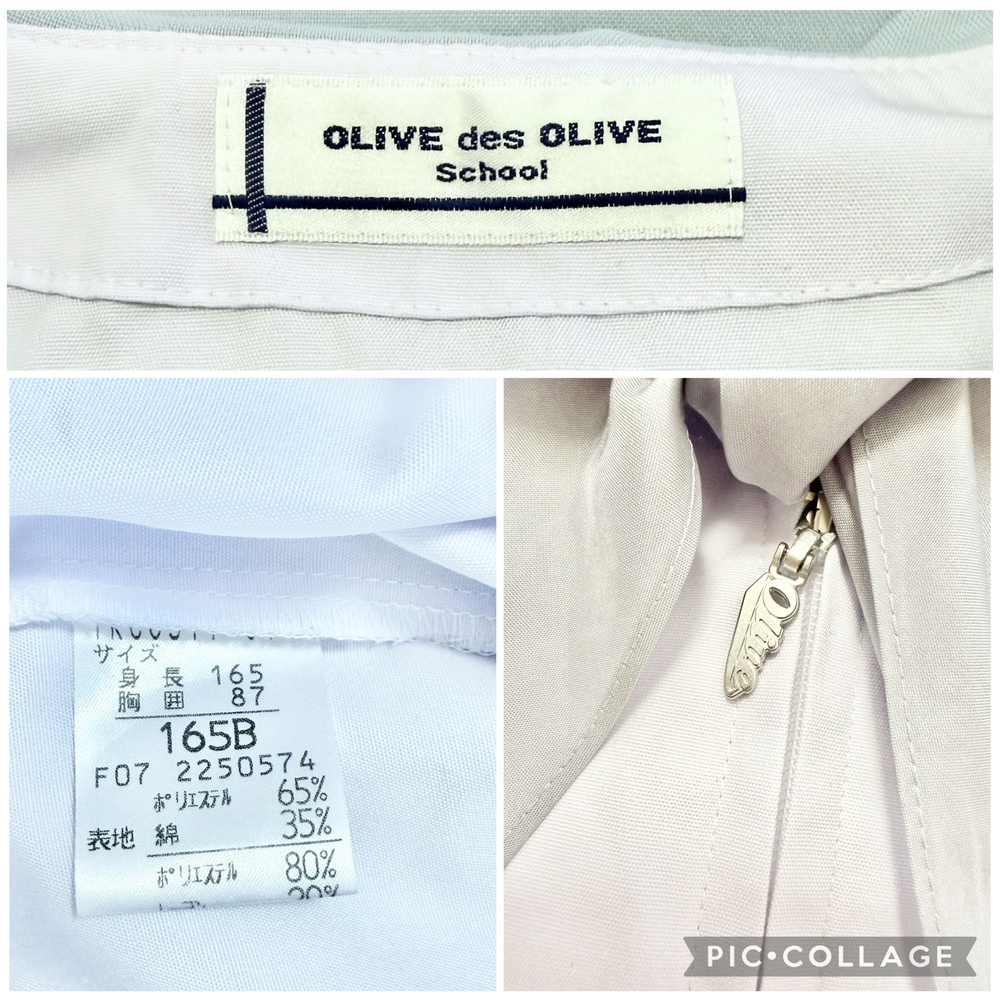 OLIVE des OLIVE
School
サイズ
身長 165
胸囲 87
165B
F07 2250574
ポリエステル 65%
表地 綿 35%
ポリエステル 80%
20%
Olive
PIC•COLLAGE